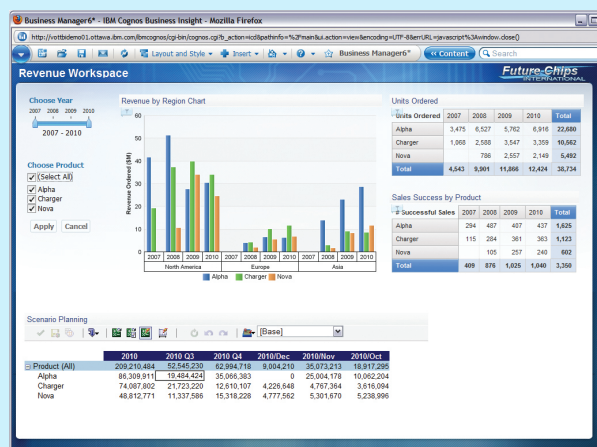 Business Manager6* - IBM Cognos Business Insight - Mozilla Firefox
http://vottbidemo01.ottawa.ibm.com/ibmcognos/cgi-bin/cognos.cgi?b_action=icd&pathinfo=%2Fmain&ui.action=view&encoding=UTF-8&errURL=javascript%3Awindow.close()
Layout and Style Insert Business Manager6* Content Search
Revenue Workspace
Future-Chips
INTERNATIONAL
Choose Year
2007 2008 2009 2010
2007 - 2010
Choose Product
(Select All)
Alpha
Charger
Nova
Apply Cancel
Revenue by Region Chart
Revenue Ordered ($M)
60
50
40
30
20
10
0
2007 2008 2009 2010 2007 2008 2009 2010 2007 2008 2009 2010
North America Europe Asia
Alpha Charger Nova
Units Ordered
Units Ordered 2007 2008 2009 2010 Total
Alpha 3,475 6,527 5,762 6,916 22,680
Charger 1,068 2,588 3,547 3,359 10,562
Nova 786 2,557 2,149 5,492
Total 4,543 9,901 11,866 12,424 38,734
Sales Success by Product
# Successful Sales 2007 2008 2009 2010 Total
Alpha 294 487 407 437 1,625
Charger 115 284 361 363 1,123
Nova 105 257 240 602
Total 409 876 1,025 1,040 3,350
Scenario Planning
[Base]
2010 2010 Q3 2010 Q4 2010/Dec 2010/Nov 2010/Oct
Product (All) 209,210,484 52,545,230 62,994,718 9,004,210 35,073,213 18,917,295
Alpha 86,309,911 19,484,424 35,066,383 0 25,004,178 10,062,204
Charger 74,087,802 21,723,220 12,610,107 4,226,648 4,767,364 3,616,094
Nova 48,812,771 11,337,586 15,318,228 4,777,562 5,301,670 5,238,996